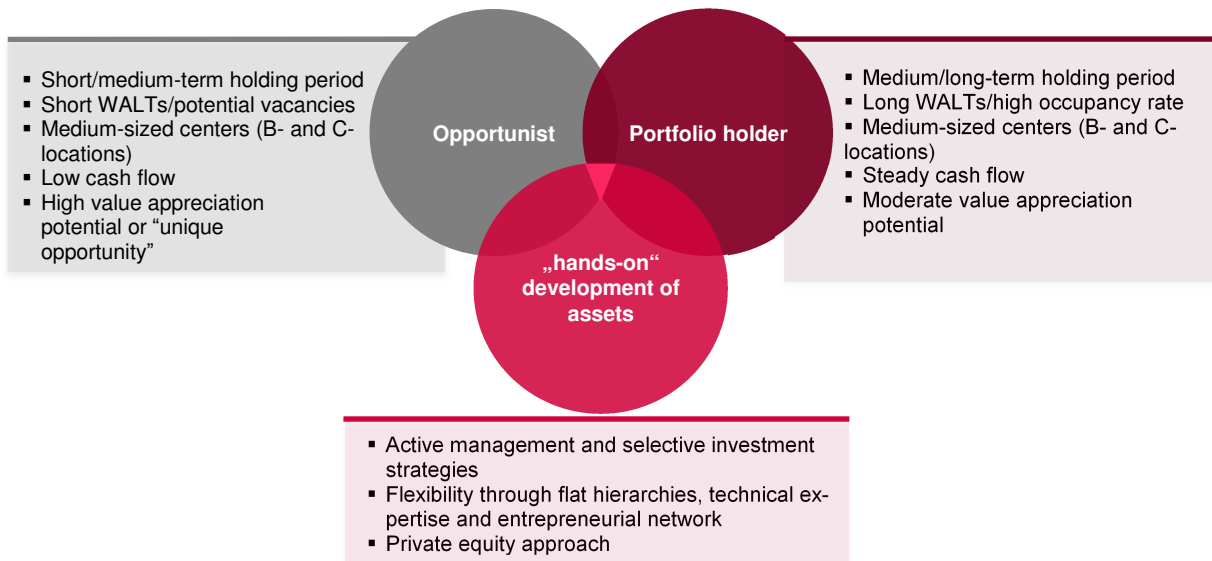 ▪ Short/medium-term holding period
▪ Short WALTs/potential vacancies
▪ Medium-sized centers (B- and C-
locations)
▪ Low cash flow
▪ High value appreciation
potential or “unique
opportunity”
Opportunist
Portfolio holder
▪ Medium/long-term holding period
▪ Long WALTs/high occupancy rate
▪ Medium-sized centers (B- and C-
locations)
▪ Steady cash flow
▪ Moderate value appreciation
potential
„hands-on“
development of
assets
▪ Active management and selective investment
strategies
▪ Flexibility through flat hierarchies, technical ex-
pertise and entrepreneurial network
▪ Private equity approach